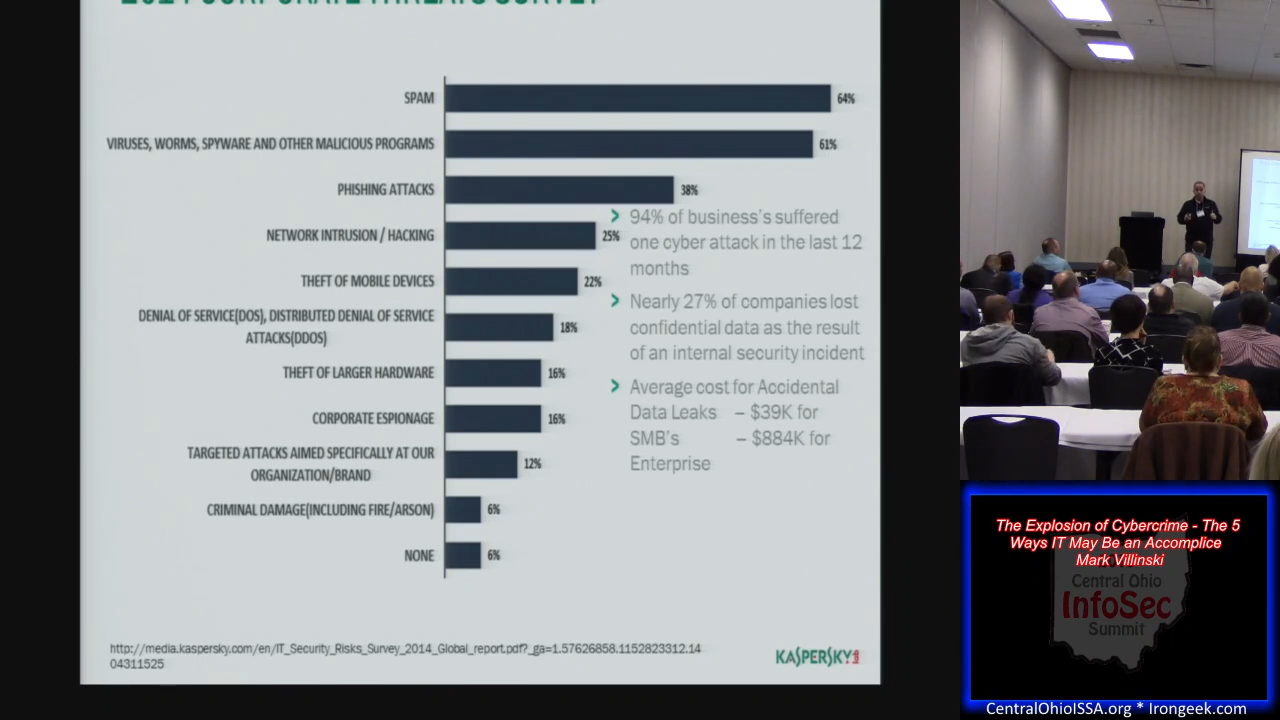 2014 CORPORATE THREATS SURVEY
SPAM
64%
VIRUSES, WORMS, SPYWARE AND OTHER MALICIOUS PROGRAMS
61%
PHISHING ATTACKS
38%
NETWORK INTRUSION / HACKING
25%
THEFT OF MOBILE DEVICES
22%
DENIAL OF SERVICE(DOS), DISTRIBUTED DENIAL OF SERVICE
ATTACKS(DDOS)
18%
THEFT OF LARGER HARDWARE
16%
CORPORATE ESPIONAGE
16%
TARGETED ATTACKS AIMED SPECIFICALLY AT OUR
ORGANIZATION/BRAND
12%
CRIMINAL DAMAGE(INCLUDING FIRE/ARSON)
6%
NONE
6%
94% of business's suffered
one cyber attack in the last 12
months
Nearly 27% of companies lost
confidential data as the result
of an internal security incident
Average cost for Accidental
Data Leaks – $39K for
SMB's – $884K for
Enterprise
http://media.kaspersky.com/en/IT_Security_Risks_Survey_2014_Global_report.pdf?_ga=1.57626858.1152823312.14
04311525
KASPERSKY lab
The Explosion of Cybercrime - The 5
Ways IT May Be an Accomplice
Mark Villinski
Central Ohio
InfoSec
Summit
CentralOhioISSA.org * Irongeek.com